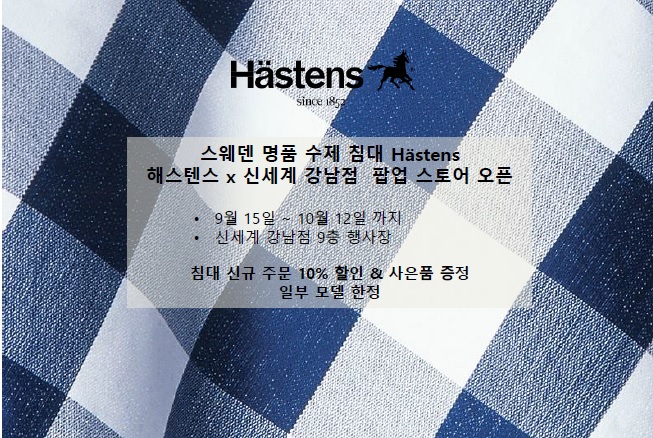 Hästens
since 1852
스웨덴 명품 수제 침대 Hästens
해스텐스 x 신세계 강남점 팝업 스토어 오픈
• 9월 15일 ~ 10월 12일 까지
• 신세계 강남점 9층 행사장
침대 신규 주문 10% 할인 & 사은품 증정
일부 모델 한정